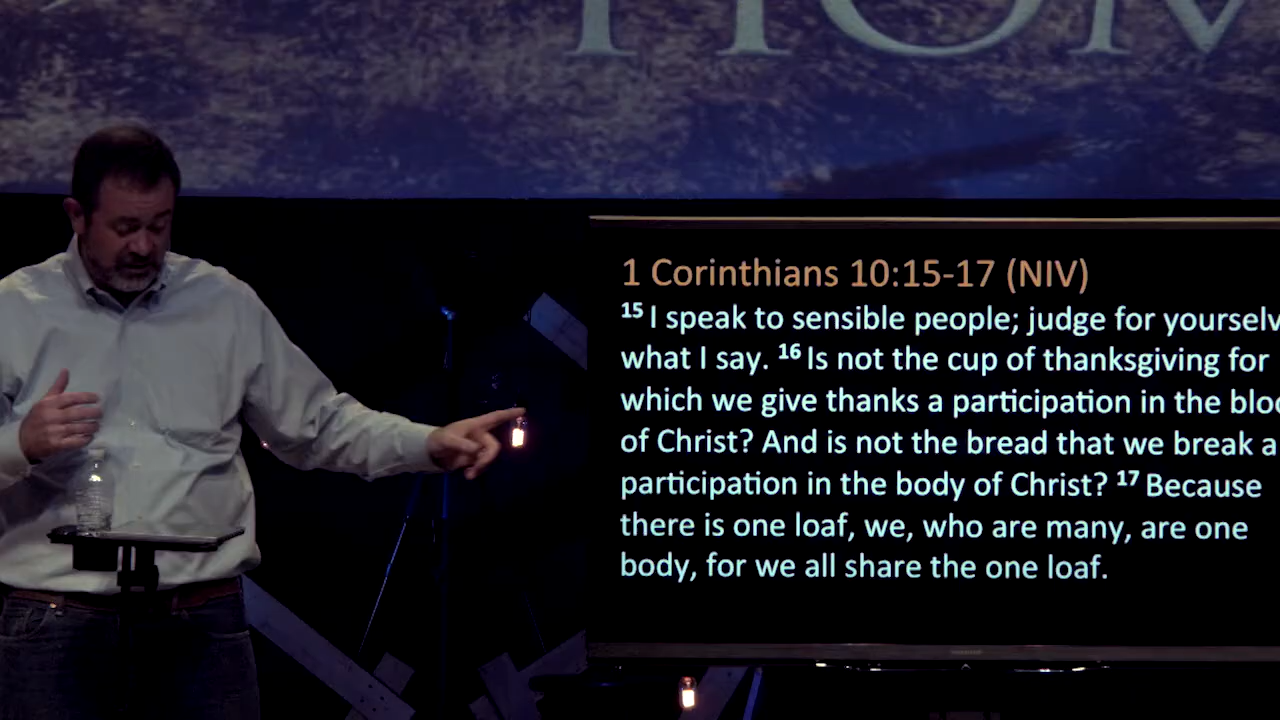 HOM
1 Corinthians 10:15-17 (NIV)
15 I speak to sensible people; judge for yourselv
what I say. 16 Is not the cup of thanksgiving for
which we give thanks a participation in the bloo
of Christ? And is not the bread that we break a
participation in the body of Christ? 17 Because
there is one loaf, we, who are many, are one
body, for we all share the one loaf.